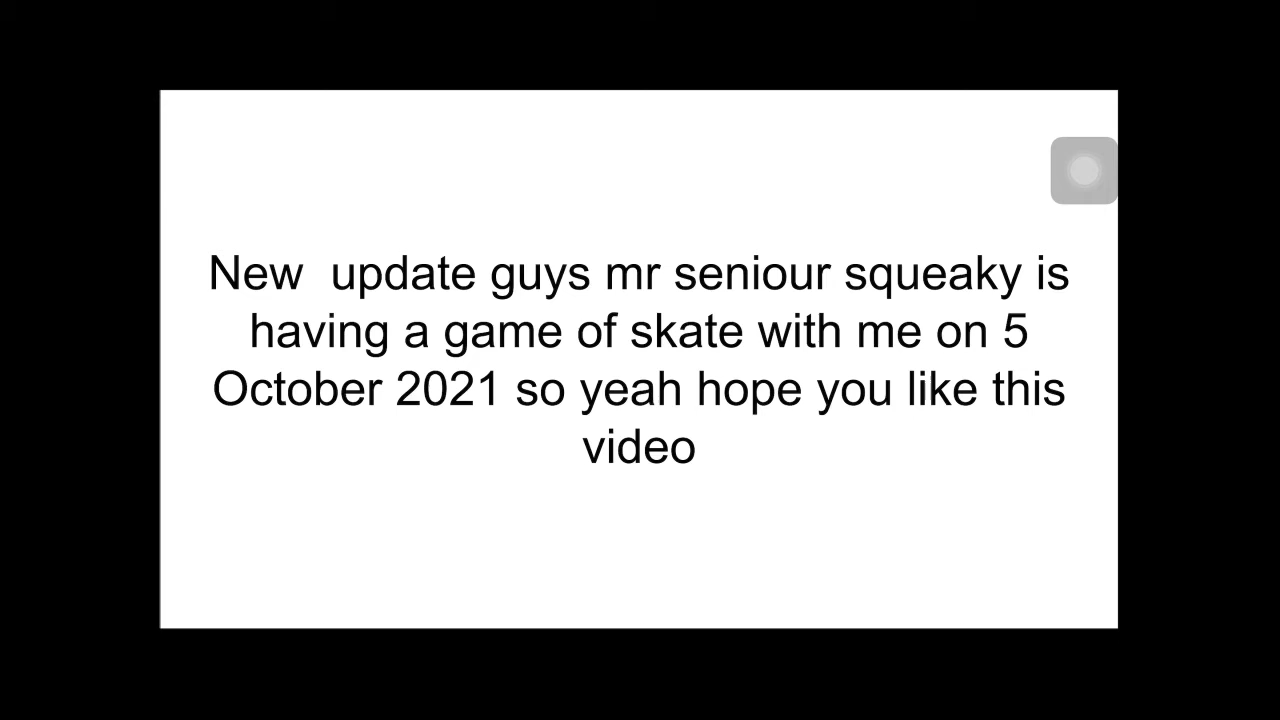 New  update guys mr seniour squeaky is
having a game of skate with me on 5
October 2021 so yeah hope you like this
video